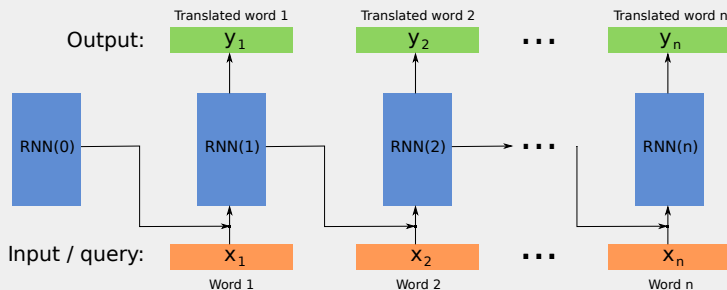 Translated word 1 Translated word 2 Translated word n
Output: y1 y2 ... yn
RNN(0) RNN(1) RNN(2) ... RNN(n)
Input / query: x1 x2 ... xn
Word 1 Word 2 Word n